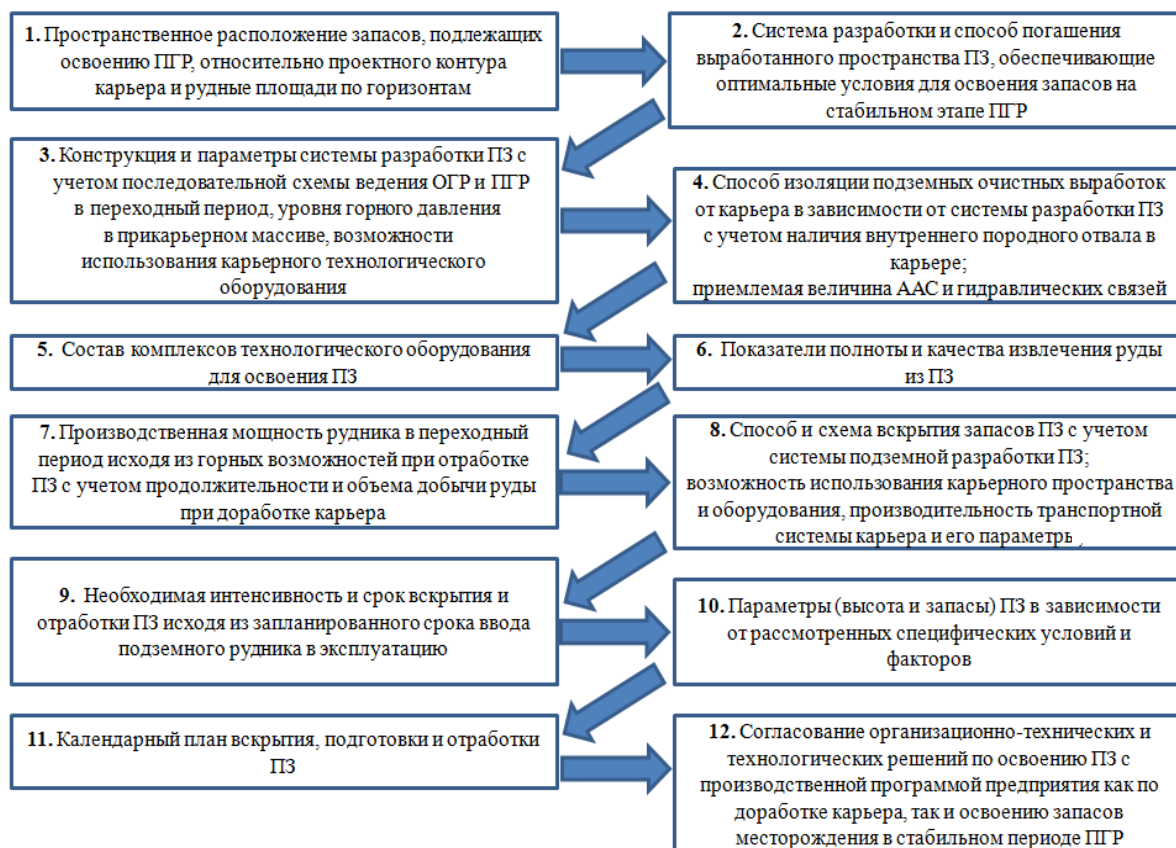 1. Пространственное расположение запасов, подлежащих
освоению ПГР, относительно проектного контура
карьера и рудные площади по горизонтам
2. Система разработки и способ погашения
выработанного пространства ПЗ, обеспечивающие
оптимальные условия для освоения запасов на
стабильном этапе ПГР
3. Конструкция и параметры системы разработки ПЗ с
учетом последовательной схемы ведения ОГР и ПГР
в переходный период, уровня горного давления
в прикарьерном массиве, возможности
использования карьерного технологического
оборудования
4. Способ изоляции подземных очистных выработок
от карьера в зависимости от системы разработки ПЗ
с учетом наличия внутреннего породного отвала в
карьере;
приемлемая величина ААС и гидравлических связей
5. Состав комплексов технологического оборудования
для освоения ПЗ
6. Показатели полноты и качества извлечения руды
из ПЗ
7. Производственная мощность рудника в переходный
период исходя из горных возможностей при отработке
ПЗ с учетом продолжительности и объема добычи руды
при доработке карьера
8. Способ и схема вскрытия запасов ПЗ с учетом
системы подземной разработки ПЗ;
возможность использования карьерного пространства
и оборудования, производительность транспортной
системы карьера и его параметры
9. Необходимая интенсивность и срок вскрытия и
отработки ПЗ исходя из запланированного срока ввода
подземного рудника в эксплуатацию
10. Параметры (высота и запасы) ПЗ в зависимости
от рассмотренных специфических условий и
факторов
11. Календарный план вскрытия, подготовки и отработки
ПЗ
12. Согласование организационно-технических и
технологических решений по освоению ПЗ с
производственной программой предприятия как по
доработке карьера, так и освоению запасов
месторождения в стабильном периоде ПГР